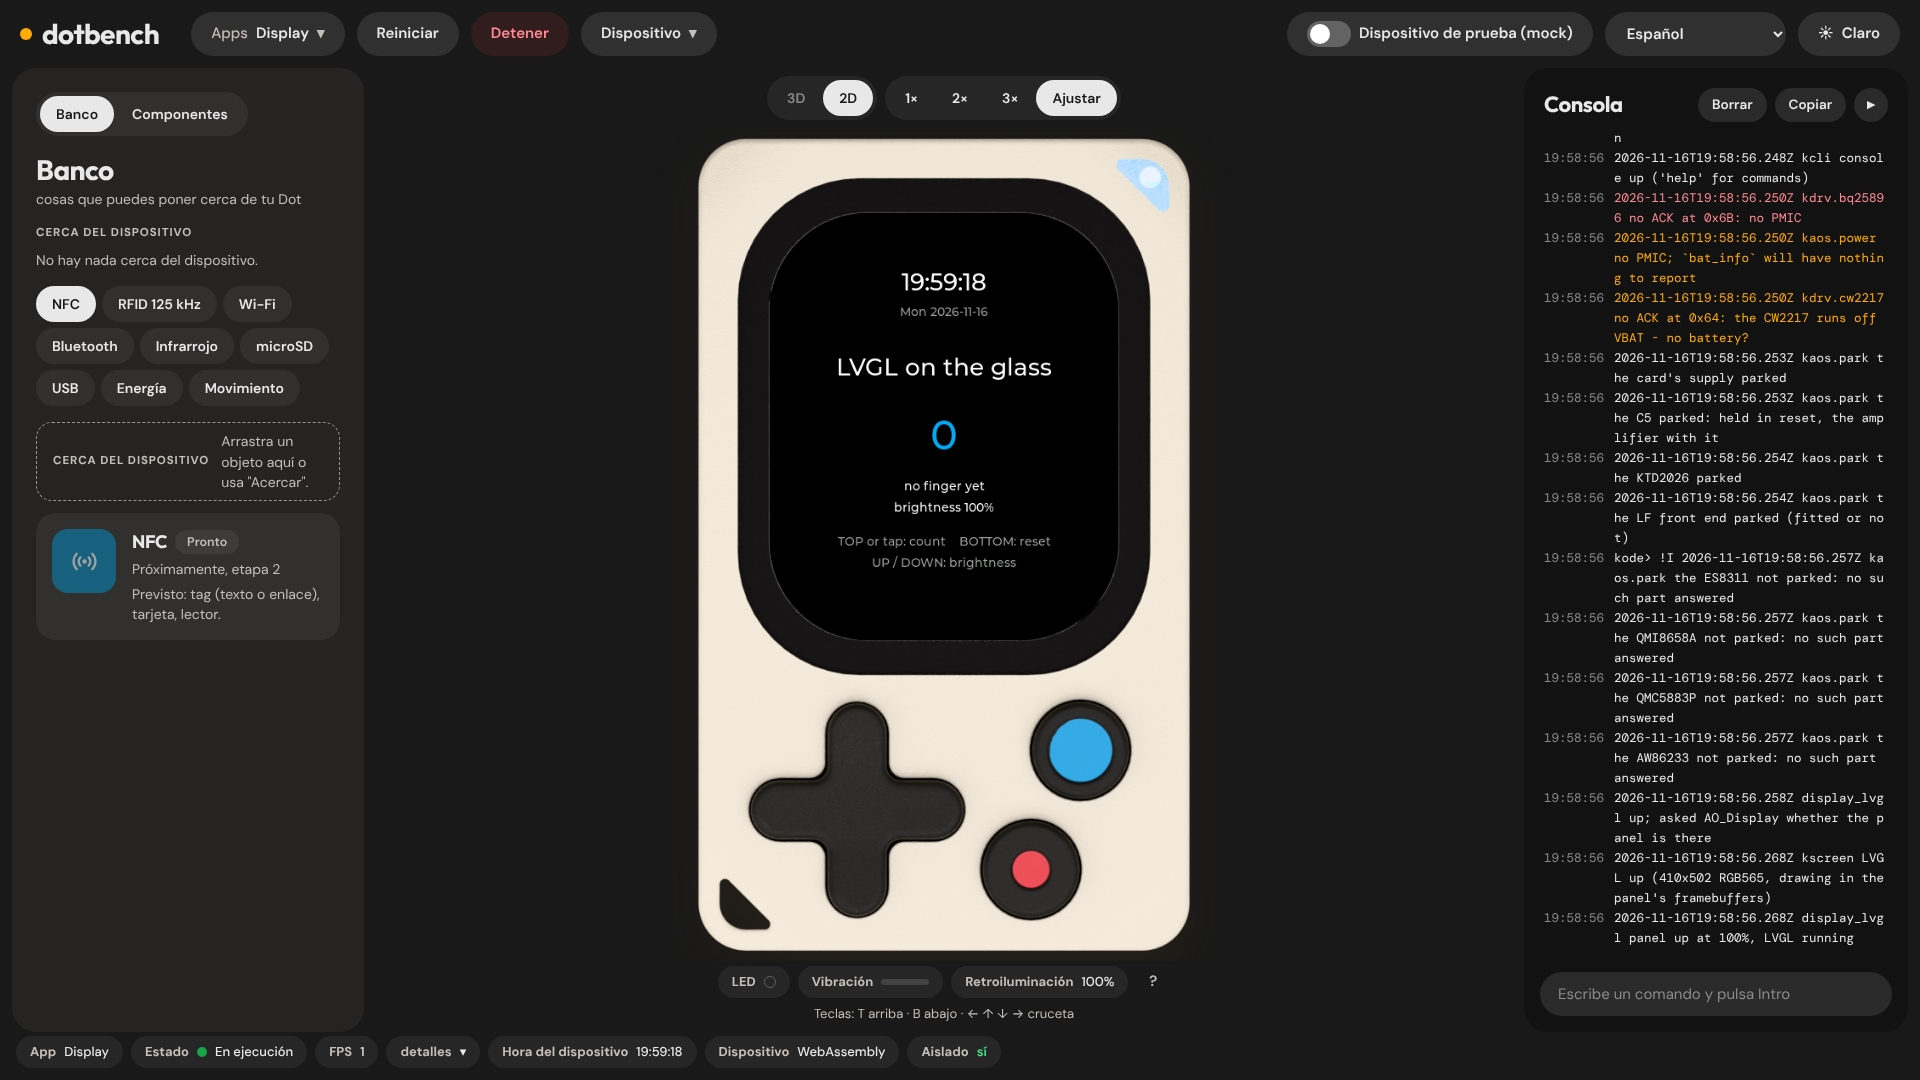 dotbench
Apps Display ▾
Reiniciar
Detener
Dispositivo ▾
Dispositivo de prueba (mock)
Español
☀ Claro
Banco
Componentes
Banco
cosas que puedes poner cerca de tu Dot
CERCA DEL DISPOSITIVO
No hay nada cerca del dispositivo.
NFC
RFID 125 kHz
Wi-Fi
Bluetooth
Infrarrojo
microSD
USB
Energía
Movimiento
CERCA DEL DISPOSITIVO
Arrastra un
objeto aquí o
usa "Acercar".
NFC
Pronto
Próximamente, etapa 2
Previsto: tag (texto o enlace),
tarjeta, lector.
3D
2D
1×
2×
3×
Ajustar
19:59:18
Mon 2026-11-16
LVGL on the glass
0
no finger yet
brightness 100%
TOP or tap: count BOTTOM: reset
UP / DOWN: brightness
LED
Vibración
Retroiluminación 100%
?
Teclas: T arriba · B abajo · ← ↑ ↓ → cruceta
Consola
Borrar
Copiar
▶
n
19:58:56 2026-11-16T19:58:56.248Z kcli consol
e up ('help' for commands)
19:58:56 2026-11-16T19:58:56.250Z kdrv.bq2589
6 no ACK at 0x6B: no PMIC
19:58:56 2026-11-16T19:58:56.250Z kaos.power
no PMIC; `bat_info` will have nothin
g to report
19:58:56 2026-11-16T19:58:56.250Z kdrv.cw2217
no ACK at 0x64: the CW2217 runs off
VBAT - no battery?
19:58:56 2026-11-16T19:58:56.253Z kaos.park t
he card's supply parked
19:58:56 2026-11-16T19:58:56.253Z kaos.park t
he C5 parked: held in reset, the amp
lifier with it
19:58:56 2026-11-16T19:58:56.254Z kaos.park t
he KTD2026 parked
19:58:56 2026-11-16T19:58:56.254Z kaos.park t
he LF front end parked (fitted or no
t)
19:58:56 kode> !I 2026-11-16T19:58:56.257Z ka
os.park the ES8311 not parked: no su
ch part answered
19:58:56 2026-11-16T19:58:56.257Z kaos.park t
he QMI8658A not parked: no such part
answered
19:58:56 2026-11-16T19:58:56.257Z kaos.park t
he QMC5883P not parked: no such part
answered
19:58:56 2026-11-16T19:58:56.257Z kaos.park t
he AW86233 not parked: no such part
answered
19:58:56 2026-11-16T19:58:56.258Z display_lvg
l up; asked AO_Display whether the p
anel is there
19:58:56 2026-11-16T19:58:56.268Z kscreen LVG
L up (410x502 RGB565, drawing in the
panel's framebuffers)
19:58:56 2026-11-16T19:58:56.268Z display_lvg
l panel up at 100%, LVGL running
Escribe un comando y pulsa Intro
App Display
Estado En ejecución
FPS 1
detalles ▾
Hora del dispositivo 19:59:18
Dispositivo WebAssembly
Aislado sí